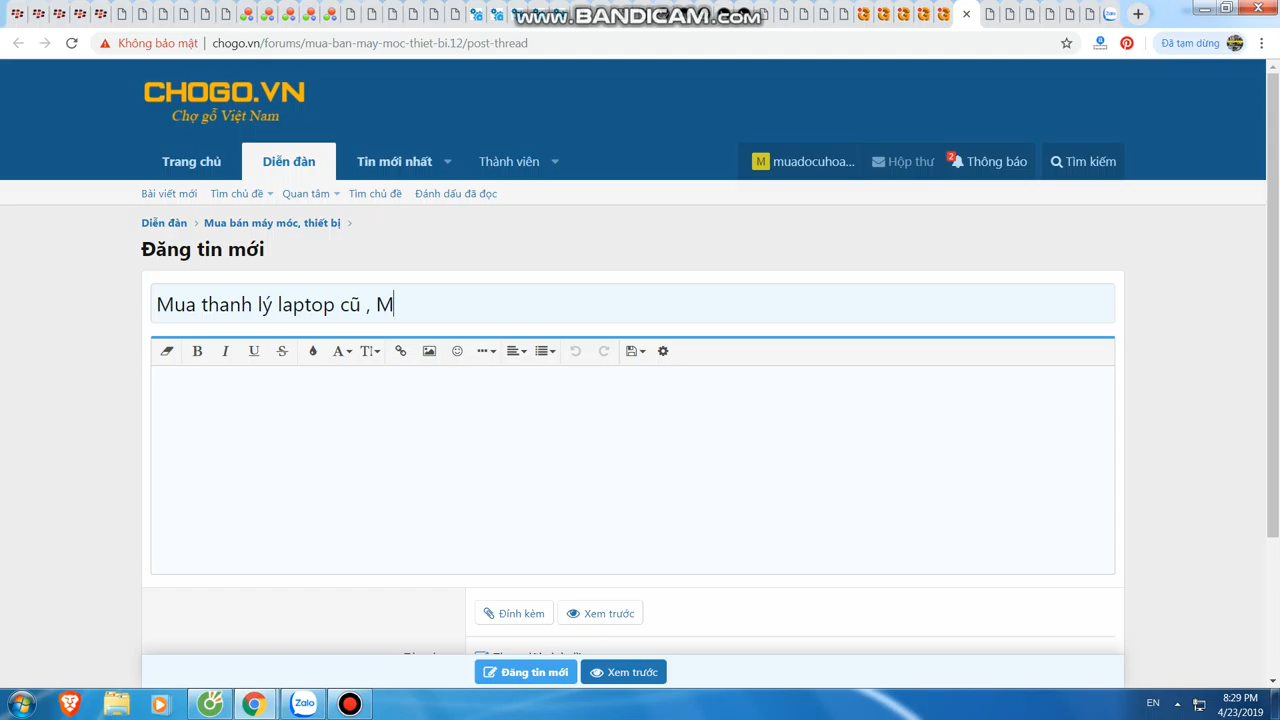 www.BANDICAM.com
Không bảo mật
chogo.vn/forums/mua-ban-may-moc-thiet-bi.12/post-thread
Đã tạm dừng
CHOGO.VN
Chợ gỗ Việt Nam
Trang chủ
Diễn đàn
Tin mới nhất
Thành viên
M
muadocuhoa...
Hộp thư
2
Thông báo
Tìm kiếm
Bài viết mới
Tìm chủ đề
Quan tâm
Tìm chủ đề
Đánh dấu đã đọc
Diễn đàn
Mua bán máy móc, thiết bị
Đăng tin mới
Mua thanh lý laptop cũ , M
Đính kèm
Xem trước
Đăng tin mới
Xem trước
Zalo
EN
8:29 PM
4/23/2019